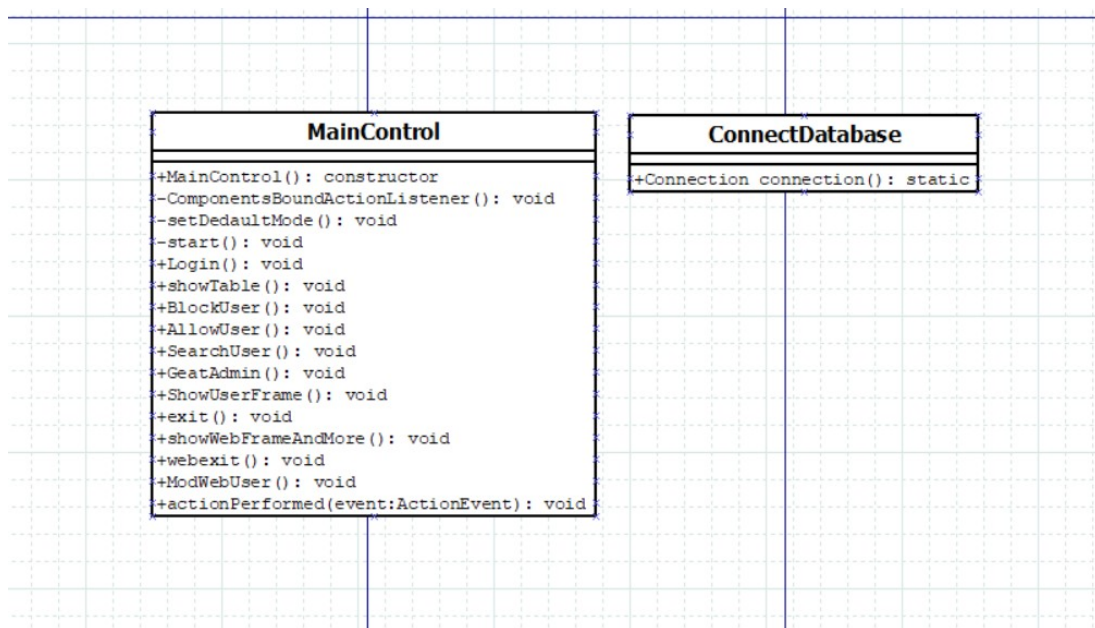 MainControl
+MainControl(): constructor
-ComponentsBoundActionListener(): void
-setDedaultMode(): void
-start(): void
+Login(): void
+showTable(): void
+BlockUser(): void
+AllowUser(): void
+SearchUser(): void
+GeatAdmin(): void
+ShowUserFrame(): void
+exit(): void
+showWebFrameAndMore(): void
+webexit(): void
+ModWebUser(): void
+actionPerformed(event:ActionEvent): void
ConnectDatabase
+Connection connection(): static